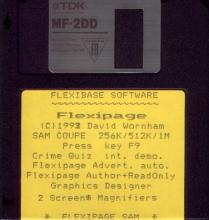 TDK
MF-2DD
FLEXIBASE SOFTWARE
Flexipage
(C)1993 David Wornham
SAM COUPE 256K/512K/1M
Press key F9
Crime Quiz int. demo.
Flexipage Advert. auto.
Flexipage Author+ReadOnly
Graphics Designer
2 Screen$ Magnifiers
* FLEXIPAGE SAM *